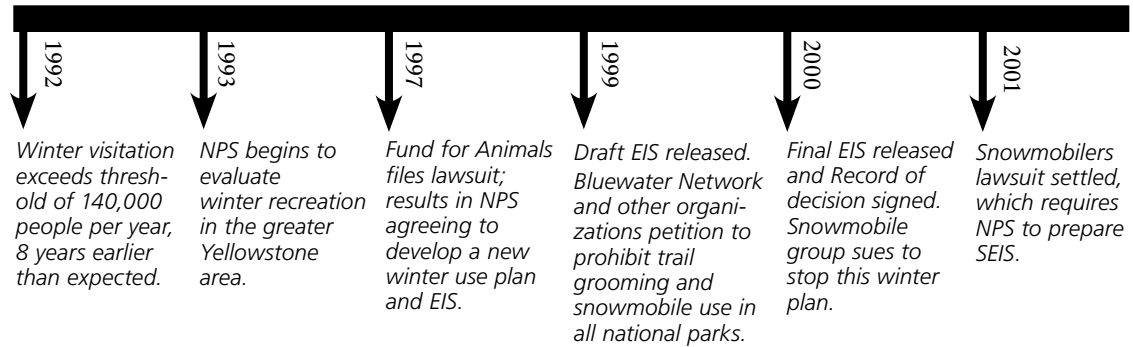 1992
Winter visitation
exceeds thresh-
old of 140,000
people per year,
8 years earlier
than expected.
1993
NPS begins to
evaluate
winter recreation
in the greater
Yellowstone
area.
1997
Fund for Animals
files lawsuit;
results in NPS
agreeing to
develop a new
winter use plan
and EIS.
1999
Draft EIS released.
Bluewater Network
and other organi-
zations petition to
prohibit trail
grooming and
snowmobile use in
all national parks.
2000
Final EIS released
and Record of
decision signed.
Snowmobile
group sues to
stop this winter
plan.
2001
Snowmobilers
lawsuit settled,
which requires
NPS to prepare
SEIS.